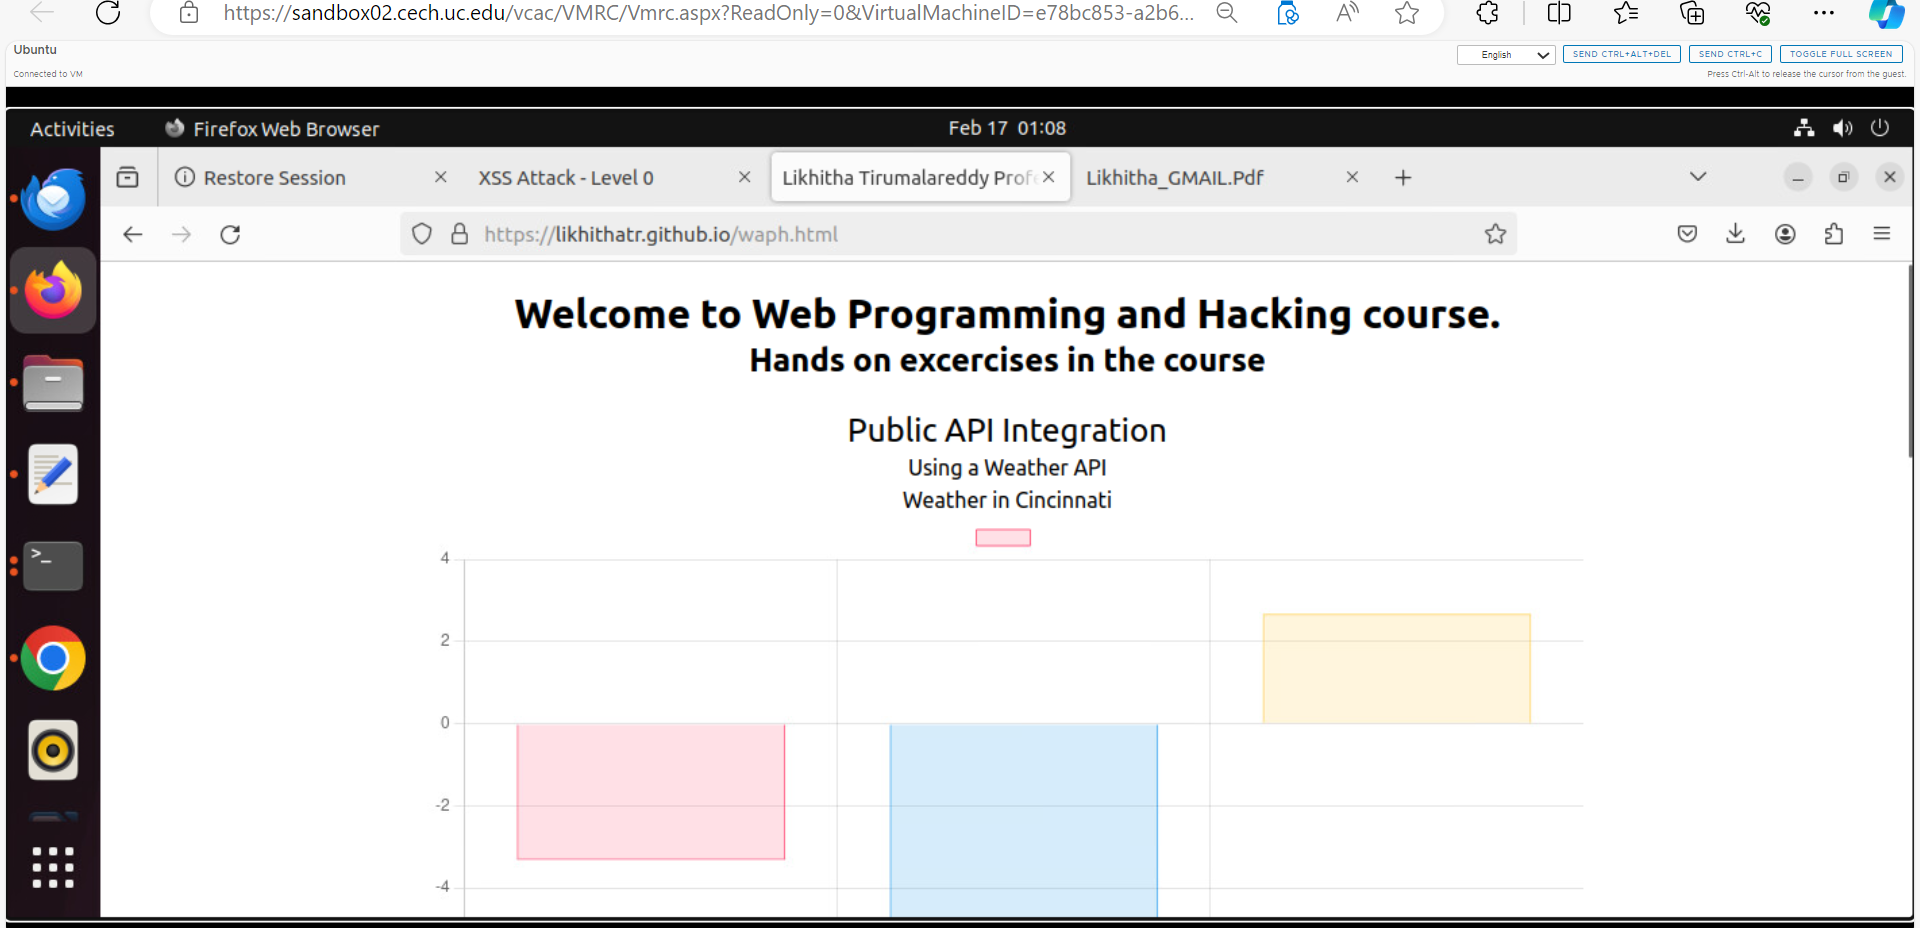 https://sandbox02.cech.uc.edu/vcac/VMRC/Vmrc.aspx?ReadOnly=0&VirtualMachineID=e78bc853-a2b6...
Ubuntu
English
SEND CTRL+ALT+DEL
SEND CTRL+C
TOGGLE FULL SCREEN
Connected to VM
Press Ctrl-Alt to release the cursor from the guest.
Activities
Firefox Web Browser
Feb 17 01:08
Restore Session
XSS Attack - Level 0
Likhitha Tirumalareddy Profe
Likhitha_GMAIL.Pdf
https://likhithatr.github.io/waph.html
Welcome to Web Programming and Hacking course.
Hands on excercises in the course
Public API Integration
Using a Weather API
Weather in Cincinnati
4
2
0
-2
-4